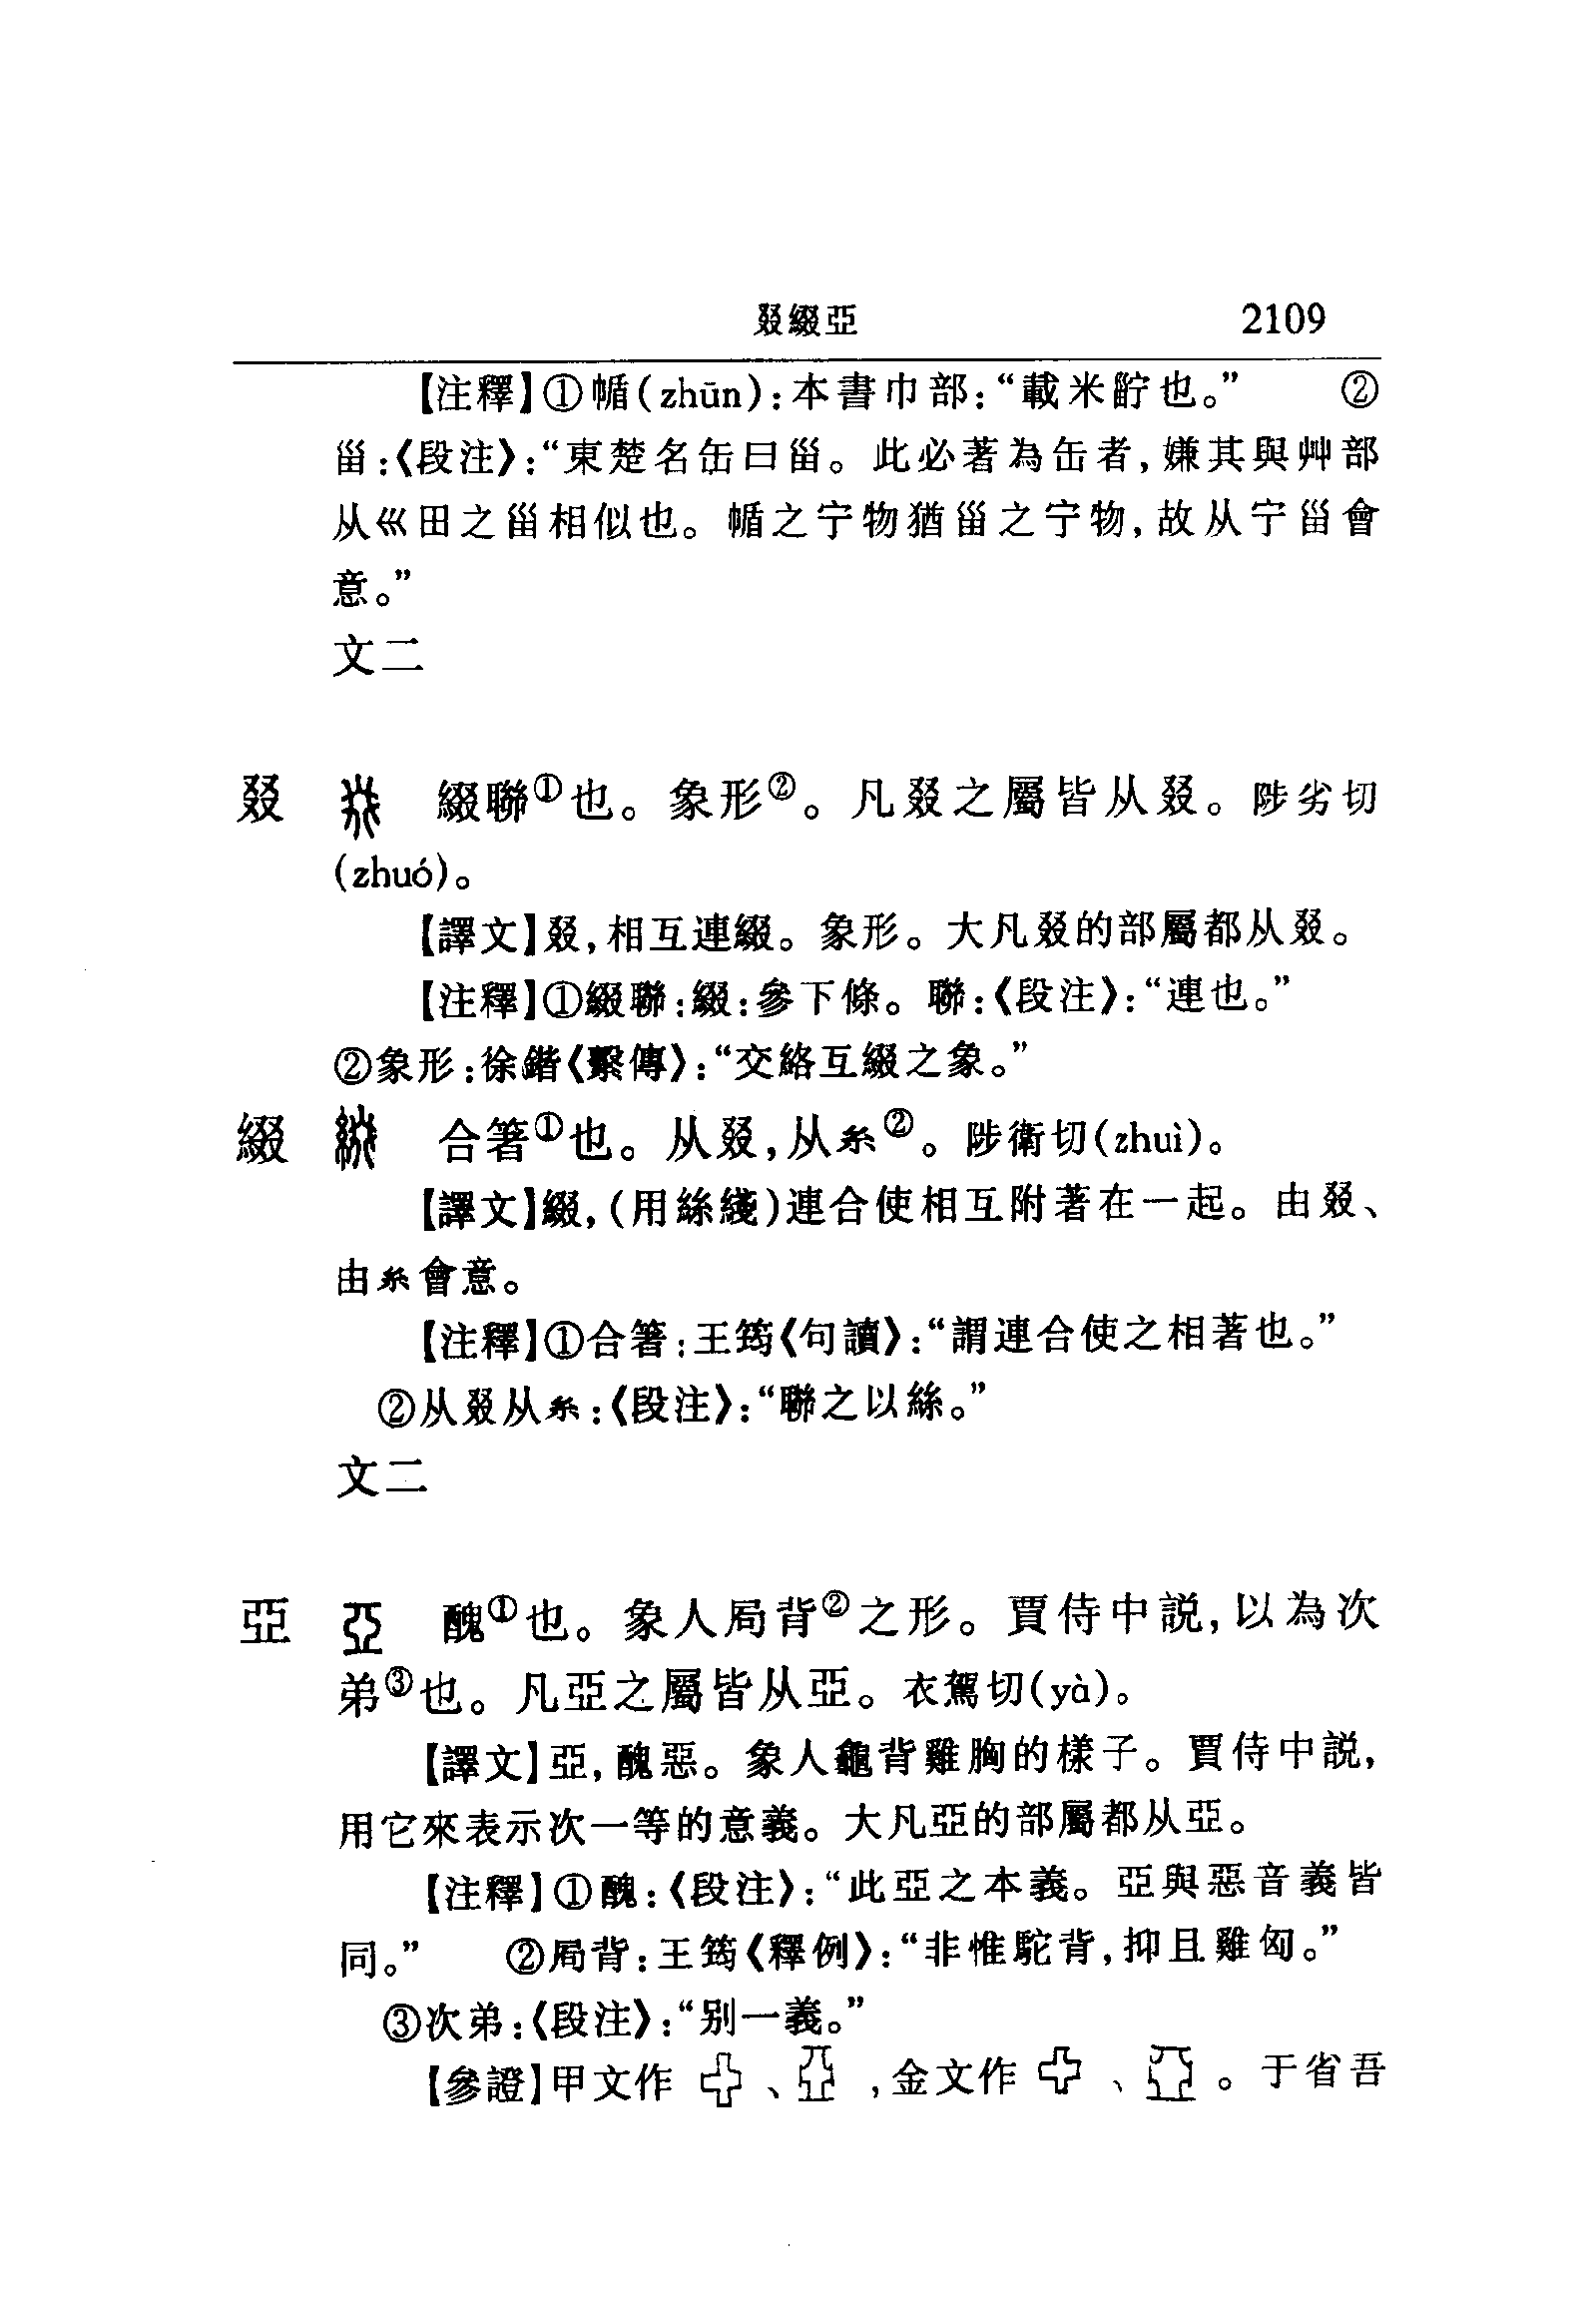 叕綴亞 2109
【注釋】①㡒(zhūn):本書巾部:“載米䍆也。” ②
甾:《段注》:“東楚名缶曰甾。此必著為缶者,嫌其與艸部
从巛田之甾相似也。㡒之宁物猶甾之宁物,故从宁甾會
意。”
文二
叕 綴聯①也。象形②。凡叕之屬皆从叕。陟劣切
(zhuó)。
【譯文】叕,相互連綴。象形。大凡叕的部屬都从叕。
【注釋】①綴聯:綴:參下條。聯:《段注》:“連也。”
②象形:徐鍇《繫傳》:“交絡互綴之象。”
綴 合箸①也。从叕,从糸②。陟衛切(zhuì)。
【譯文】綴,(用絲綫)連合使相互附著在一起。由叕、
由糸會意。
【注釋】①合箸:王筠《句讀》:“謂連合使之相著也。”
②从叕从糸:《段注》:“聯之以絲。”
文二
亞 醜①也。象人局背②之形。賈侍中説,以為次
弟③也。凡亞之屬皆从亞。衣駕切(yà)。
【譯文】亞,醜惡。象人龜背雞胸的樣子。賈侍中説,
用它來表示次一等的意義。大凡亞的部屬都从亞。
【注釋】①醜:《段注》:“此亞之本義。亞與惡音義皆
同。” ②局背:王筠《釋例》:“非惟駝背,抑且雞匈。”
③次弟:《段注》:“别一義。”
【參證】甲文作 、 ,金文作 、 。于省吾